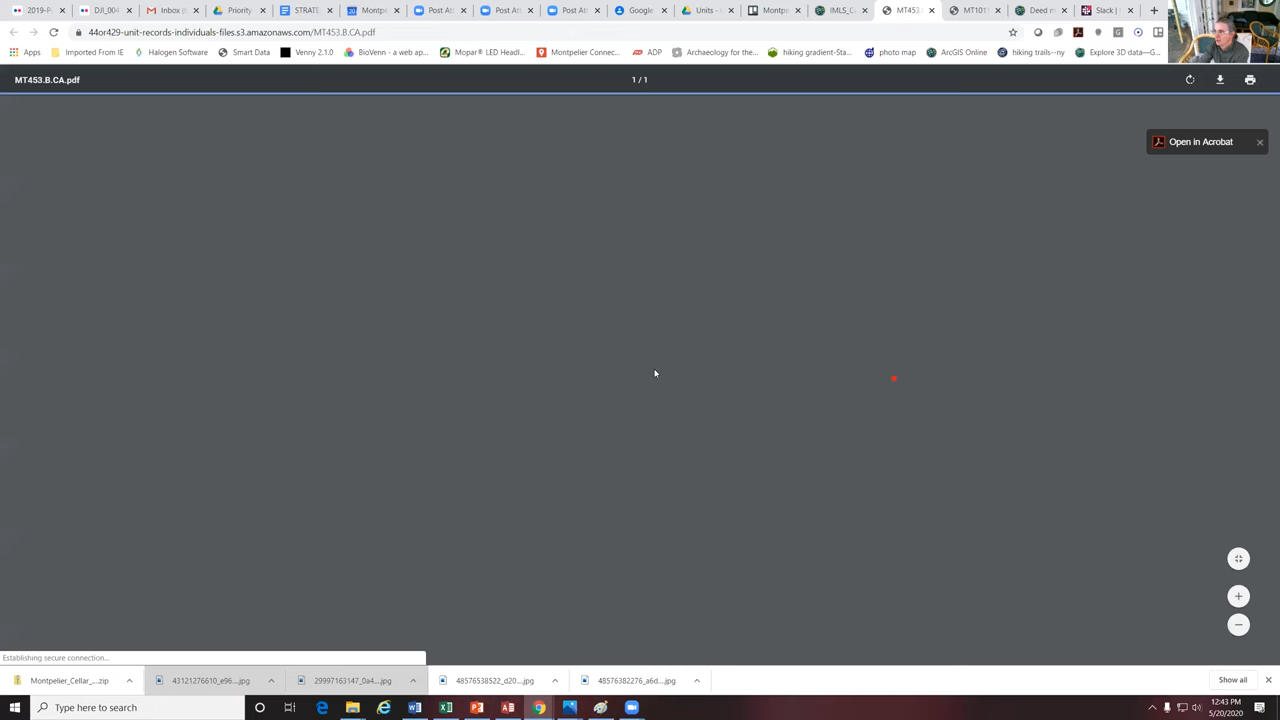 2019-P
DJI_004
Inbox (
Priority
STRATE
Montpe
Post At
Post At
Post At
Google
Units -
Montpe
IMLS_C
MT453.
MT1011
Deed m
Slack |
44or429-unit-records-individuals-files.s3.amazonaws.com/MT453.B.CA.pdf
Apps
Imported From IE
Halogen Software
Smart Data
Venny 2.1.0
BioVenn - a web ap...
Mopar® LED Headl...
Montpelier Connec...
ADP
Archaeology for the...
hiking gradient-Sta...
photo map
ArcGIS Online
hiking trails--ny
Explore 3D data—G...
MT453.B.CA.pdf
1 / 1
Open in Acrobat
Establishing secure connection...
Montpelier_Cellar_....zip
43121276610_e96....jpg
29997163147_0a4....jpg
48576538522_d20....jpg
48576382276_a6d....jpg
Show all
Type here to search
12:43 PM
5/20/2020